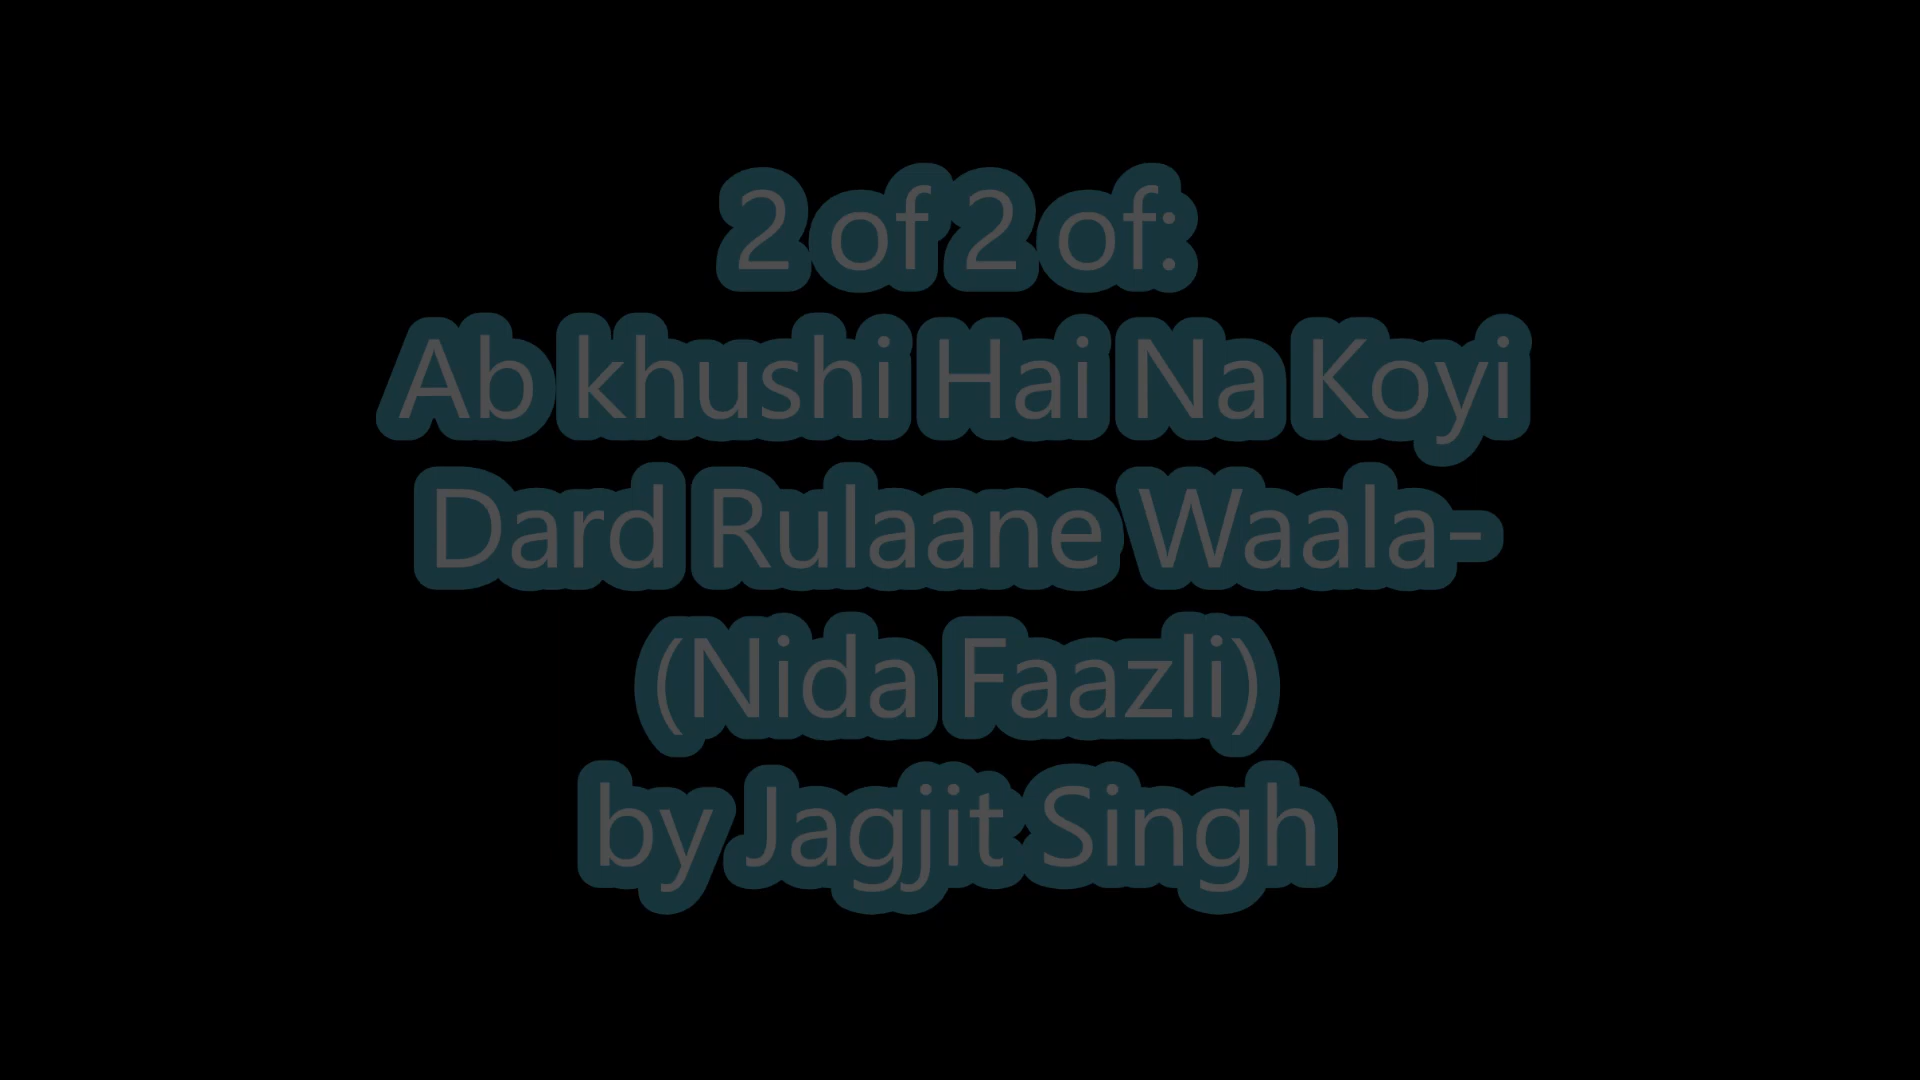 2 of 2 of:
Ab khushi Hai Na Koyi
Dard Rulaane Waala-
(Nida Faazli)
by Jagjit Singh